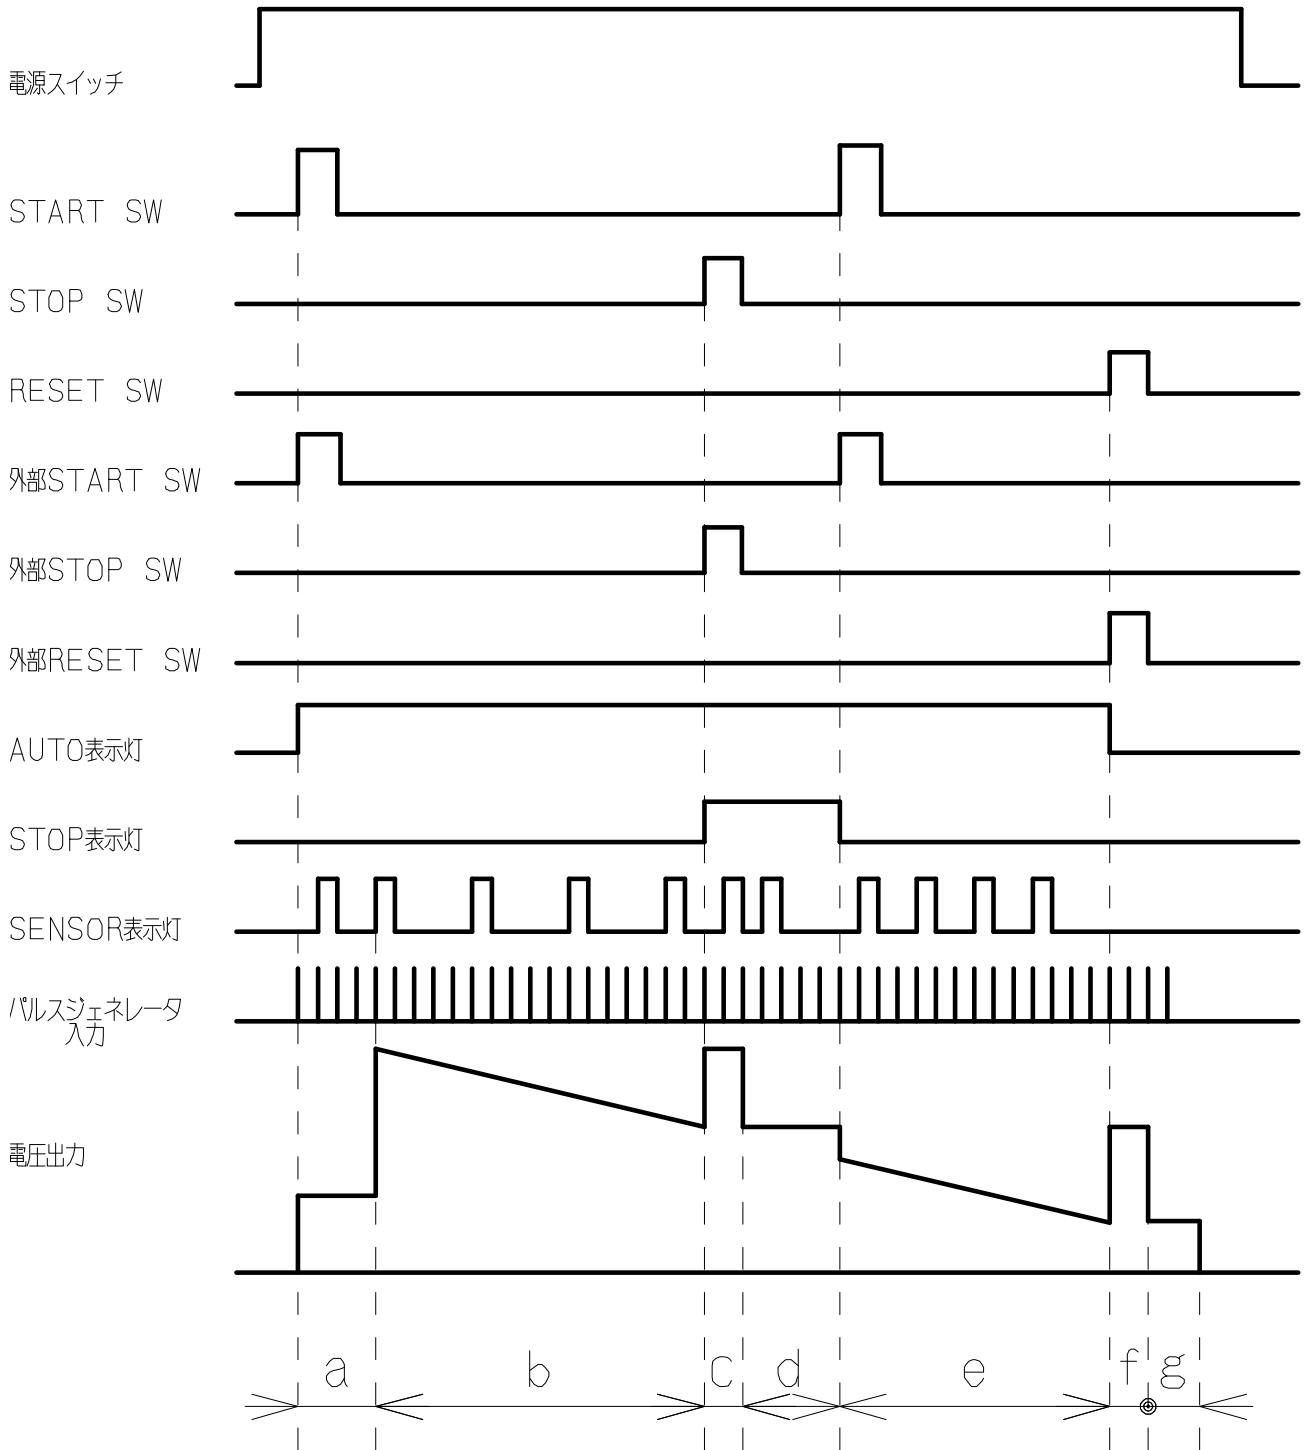 電源スイッチ
START SW
STOP SW
RESET SW
外部START SW
外部STOP SW
外部RESET SW
AUTO表示灯
STOP表示灯
SENSOR表示灯
パルスジェネレータ
入力
電圧出力
a b c d e f g